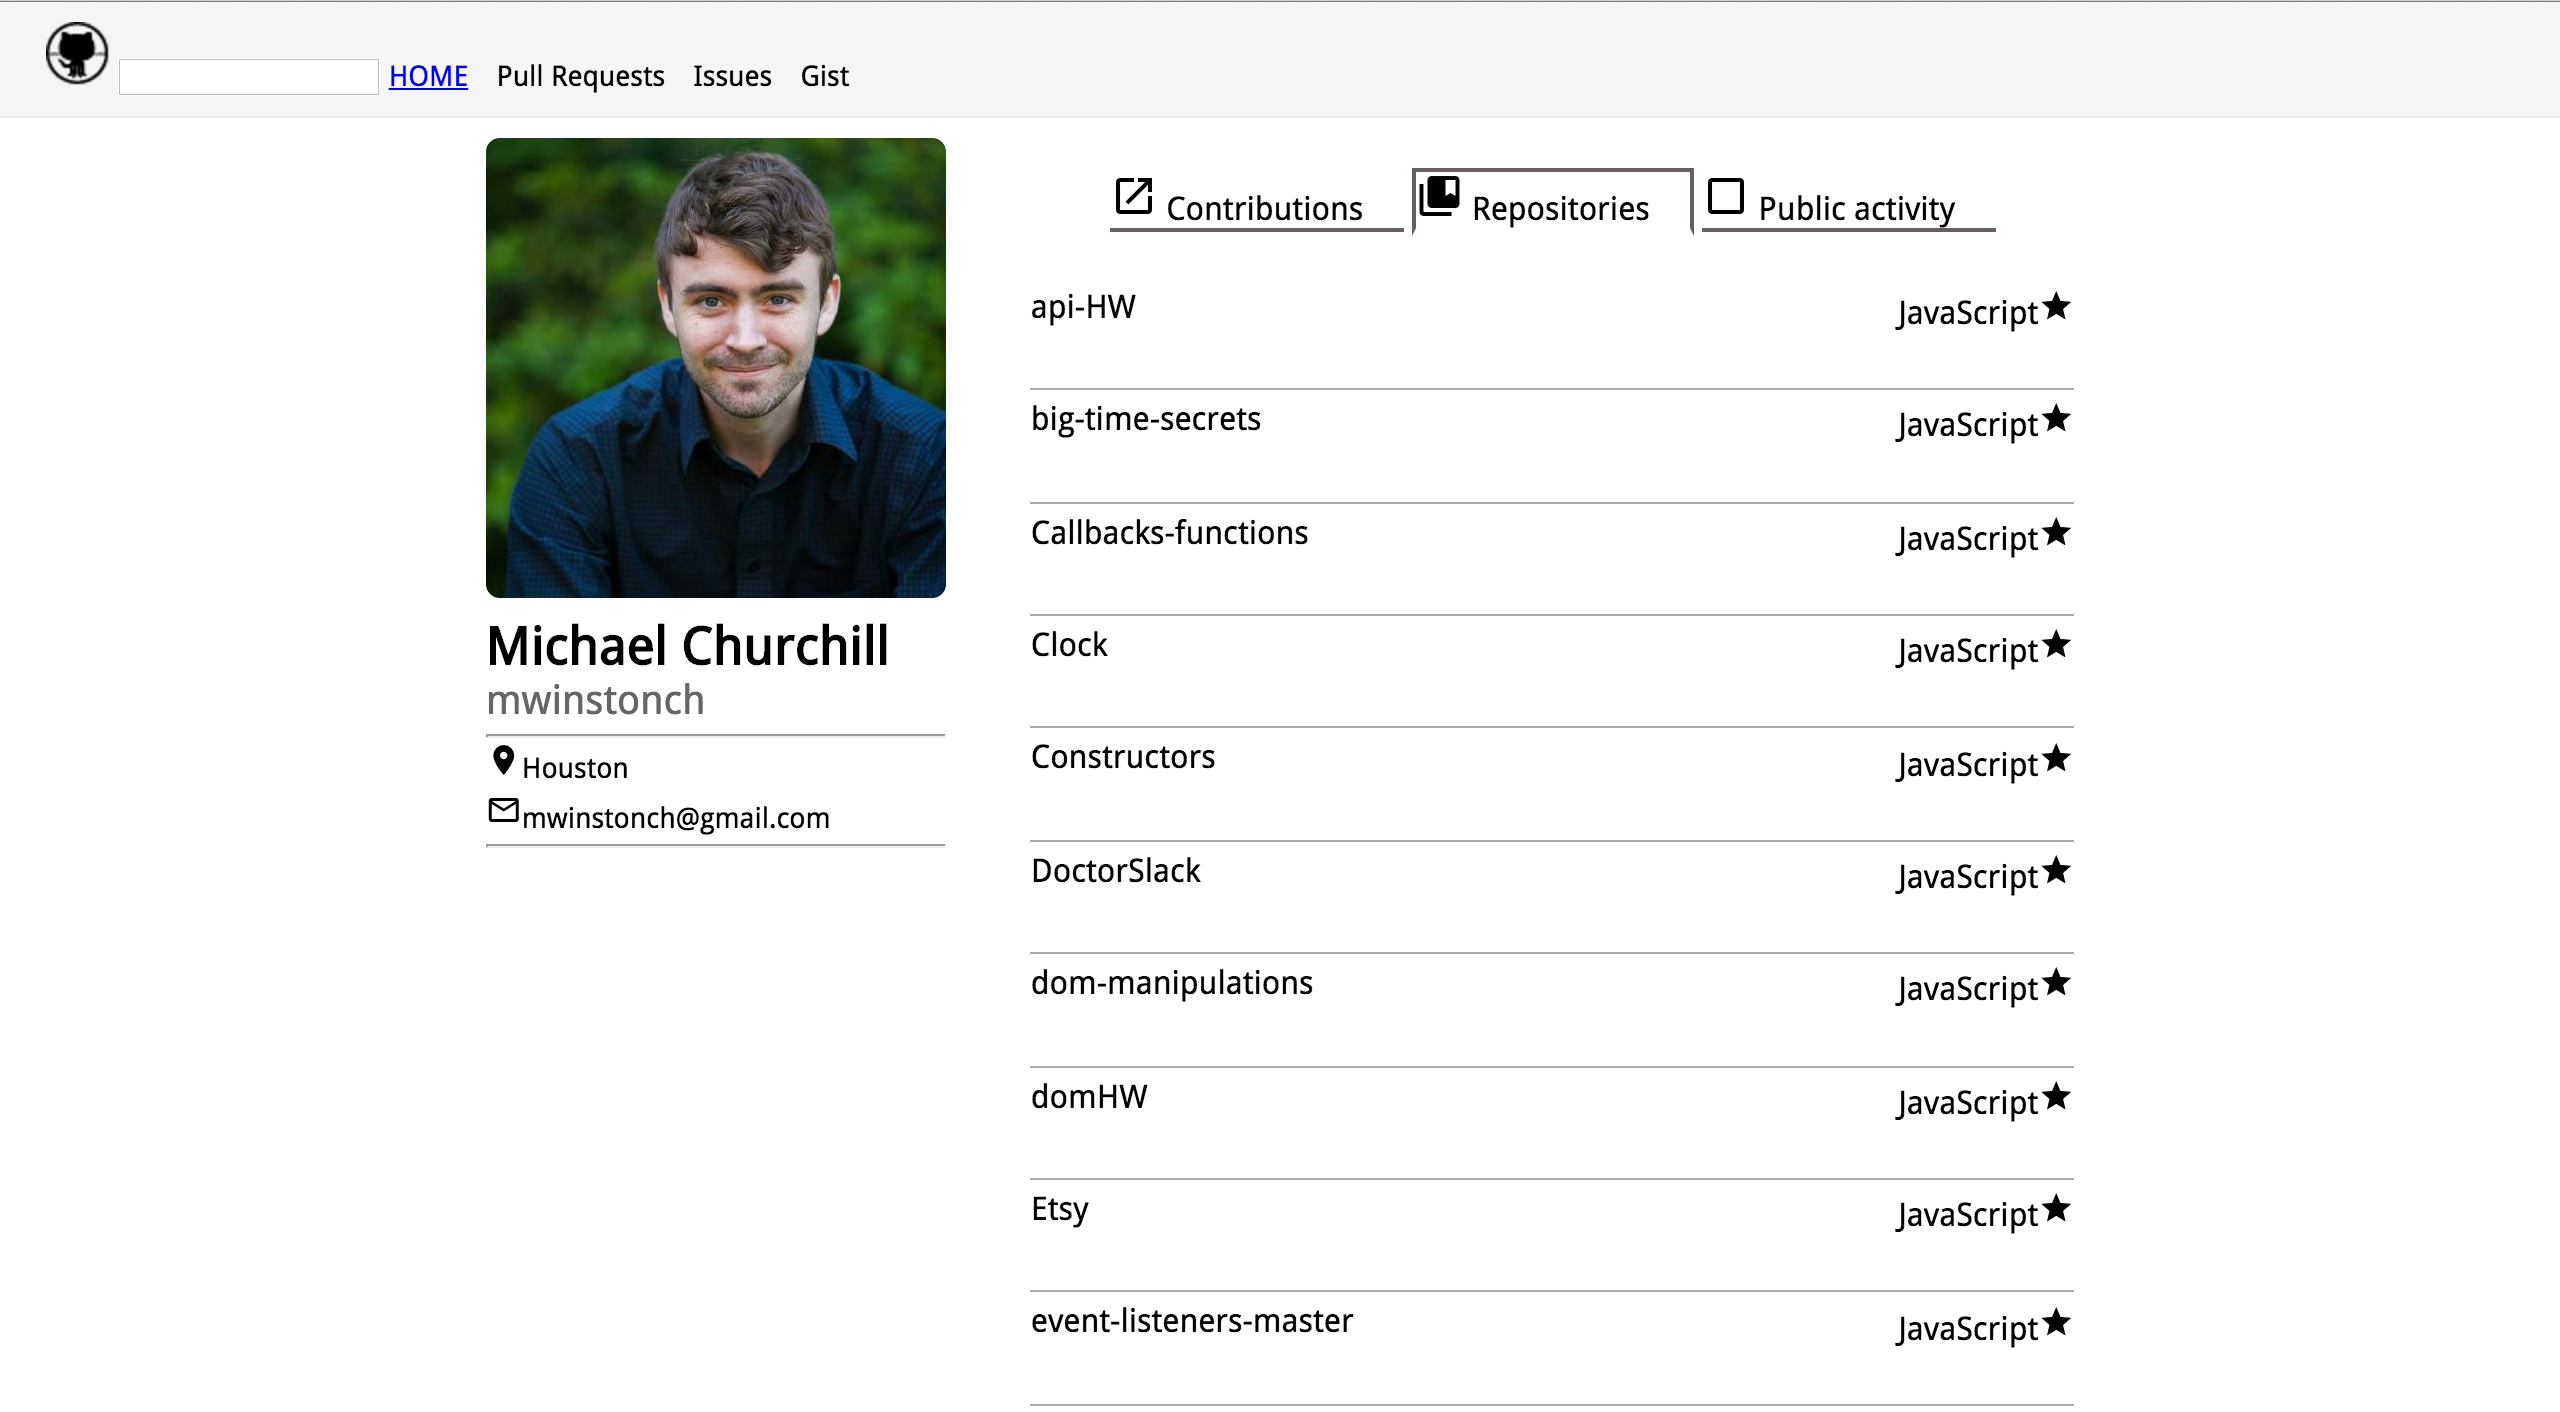 HOME Pull Requests Issues Gist
Contributions Repositories Public activity
Michael Churchill
mwinstonch
Houston
mwinstonch@gmail.com
api-HW JavaScript
big-time-secrets JavaScript
Callbacks-functions JavaScript
Clock JavaScript
Constructors JavaScript
DoctorSlack JavaScript
dom-manipulations JavaScript
domHW JavaScript
Etsy JavaScript
event-listeners-master JavaScript